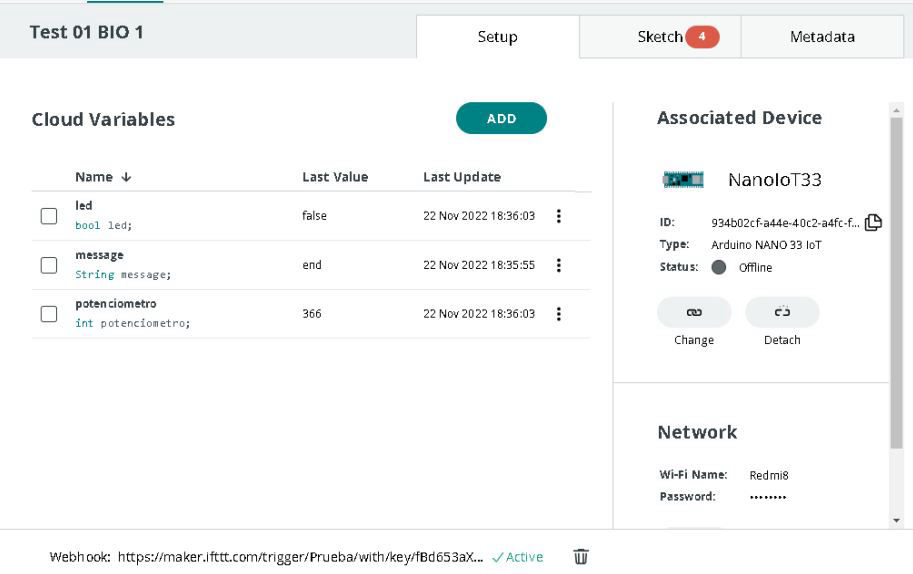 Test 01 BIO 1
Setup
Sketch 4
Metadata
Cloud Variables
ADD
Name ↓ Last Value Last Update
led
bool led;
false 22 Nov 2022 18:36:03
message
String message;
end 22 Nov 2022 18:35:55
potenciometro
int potenciometro;
366 22 Nov 2022 18:36:03
Associated Device
NanoIoT33
ID: 934b02cf-a44e-40c2-a4fc-f...
Type: Arduino NANO 33 IoT
Status: Offline
Change Detach
Network
Wi-Fi Name: Redmi8
Password: ••••••••
Webhook: https://maker.ifttt.com/trigger/Prueba/with/key/fBd653aX... ✓ Active